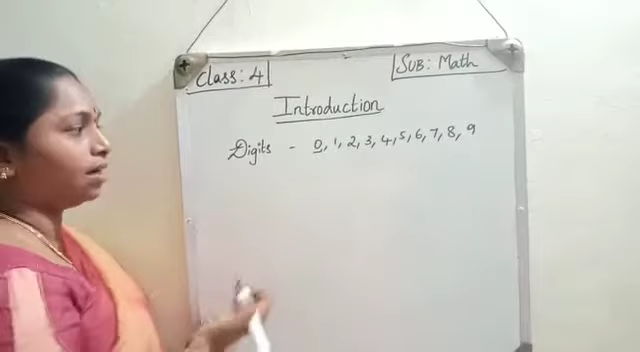 Class: 4
SUB: Math
Introduction
Digits - 0, 1, 2, 3, 4, 5, 6, 7, 8, 9